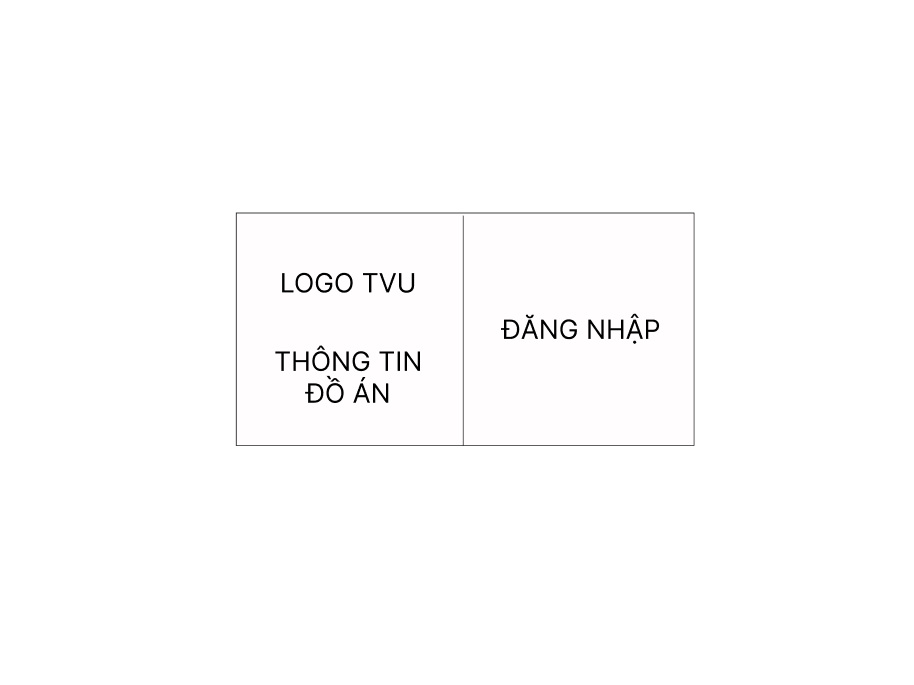 LOGO TVU
THÔNG TIN
ĐỒ ÁN
ĐĂNG NHẬP